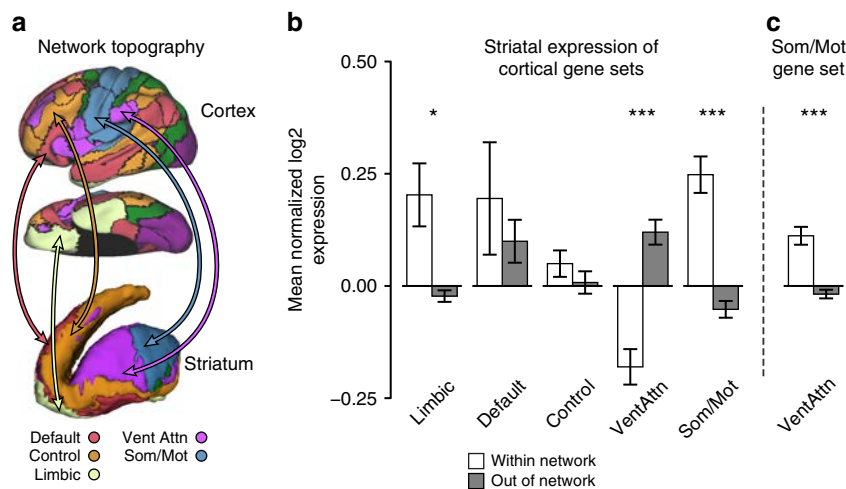 a
Network topography
Cortex
Striatum
Default
Control
Limbic
Vent Attn
Som/Mot
b
Striatal expression of
cortical gene sets
Mean normalized log2
expression
0.50
0.25
0.00
−0.25
*
***
***
Limbic
Default
Control
VentAttn
Som/Mot
Within network
Out of network
c
Som/Mot
gene set
***
VentAttn